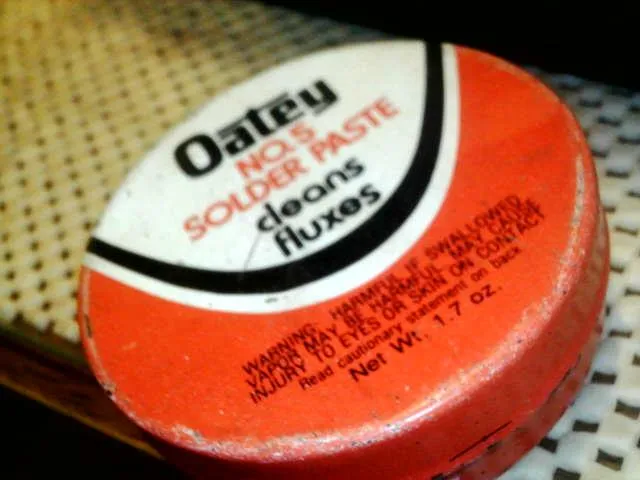 Oatey
NO. 5
SOLDER PASTE
cleans
fluxes
WARNING: HARMFUL IF SWALLOWED
VAPOR MAY BE HARMFUL MAY CAUSE
INJURY TO EYES OR SKIN ON CONTACT
Read cautionary statement on back
Net Wt. 1.7 oz.